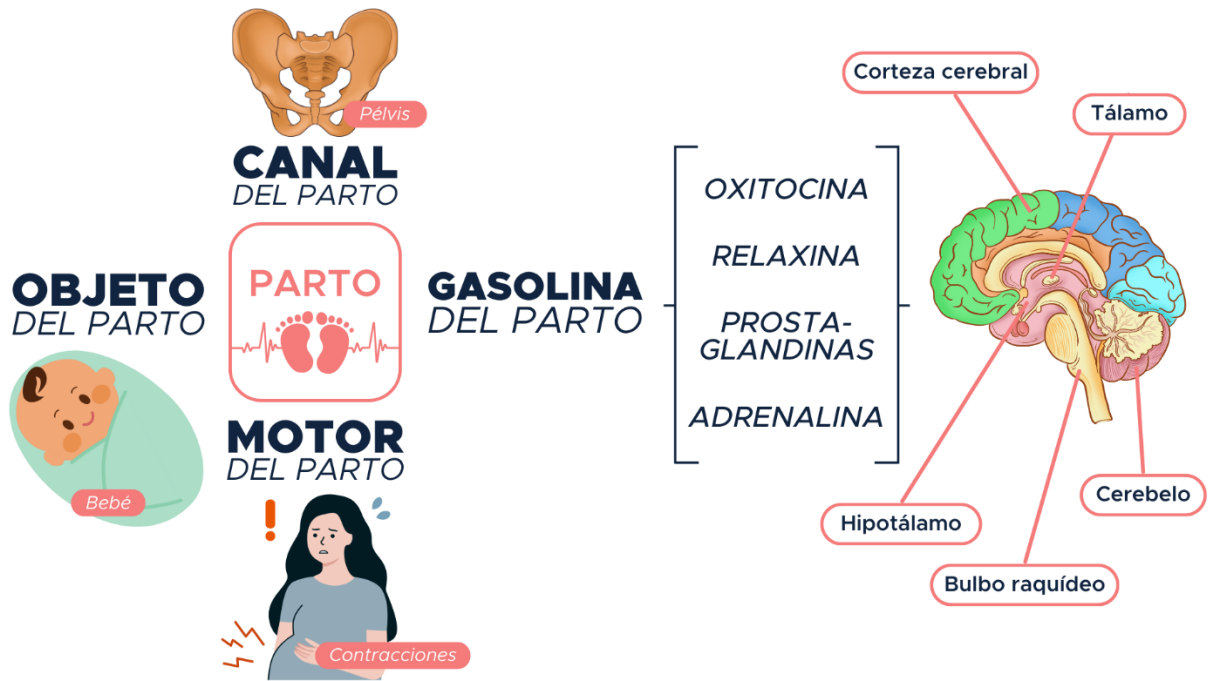 Pélvis
CANAL
DEL PARTO
OBJETO
DEL PARTO
Bebé
PARTO
MOTOR
DEL PARTO
!
Contracciones
GASOLINA
DEL PARTO
OXITOCINA
RELAXINA
PROSTA-
GLANDINAS
ADRENALINA
Corteza cerebral
Tálamo
Cerebelo
Hipotálamo
Bulbo raquídeo